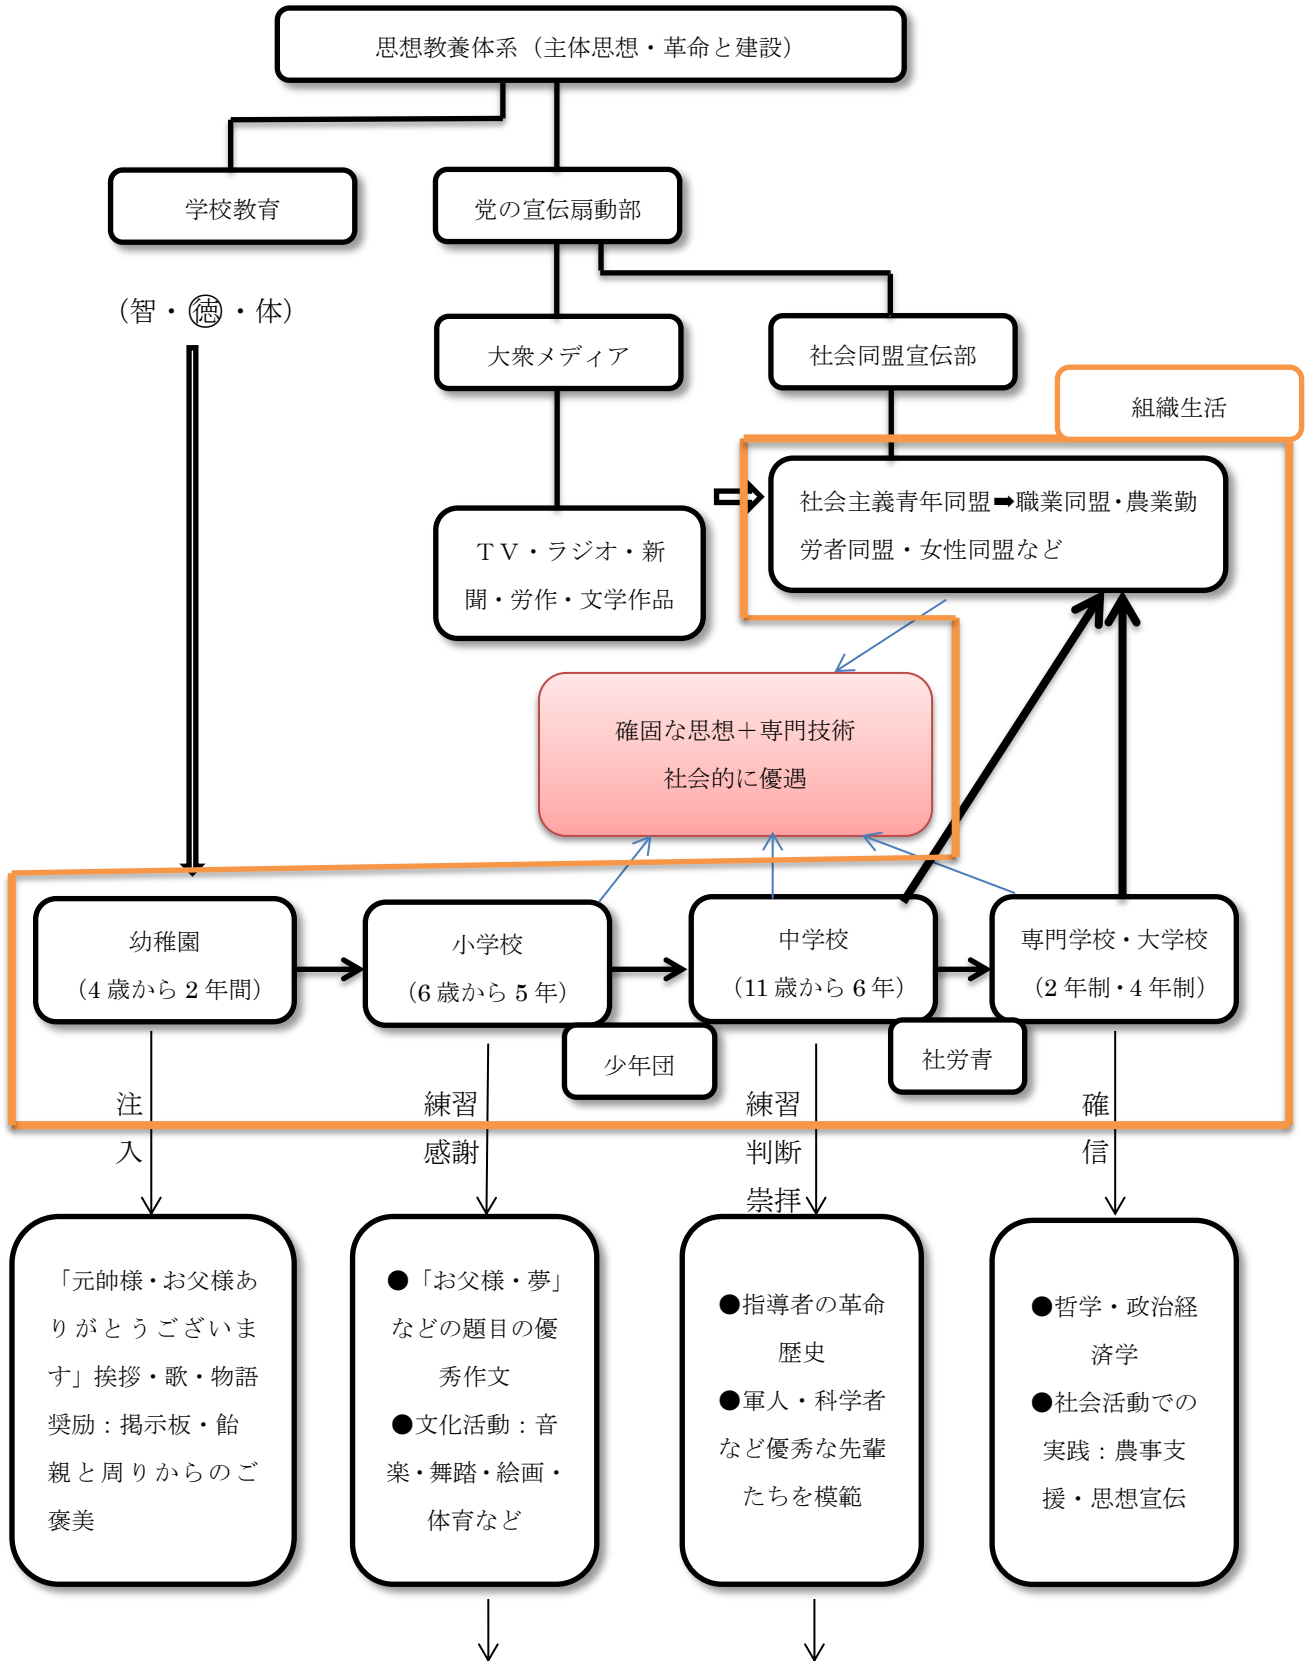 思想教養体系（主体思想・革命と建設）
学校教育
党の宣伝扇動部
（智・㊝徳・体）
大衆メディア
社会同盟宣伝部
組織生活
社会主義青年同盟➡職業同盟・農業勤
労者同盟・女性同盟など
ＴＶ・ラジオ・新
聞・労作・文学作品
確固な思想＋専門技術
社会的に優遇
幼稚園
（4 歳から 2 年間）
小学校
（6 歳から 5 年）
中学校
（11 歳から 6 年）
専門学校・大学校
（2 年制・4 年制）
少年団
社労青
注
入
練習
感謝
練習
判断
崇拝
確
信
「元帥様・お父様あ
りがとうございま
す」挨拶・歌・物語
奨励：掲示板・飴
親と周りからのご
褒美
●「お父様・夢」
などの題目の優
秀作文
●文化活動：音
楽・舞踏・絵画・
体育など
●指導者の革命
歴史
●軍人・科学者
など優秀な先輩
たちを模範
●哲学・政治経
済学
●社会活動での
実践：農事支
援・思想宣伝